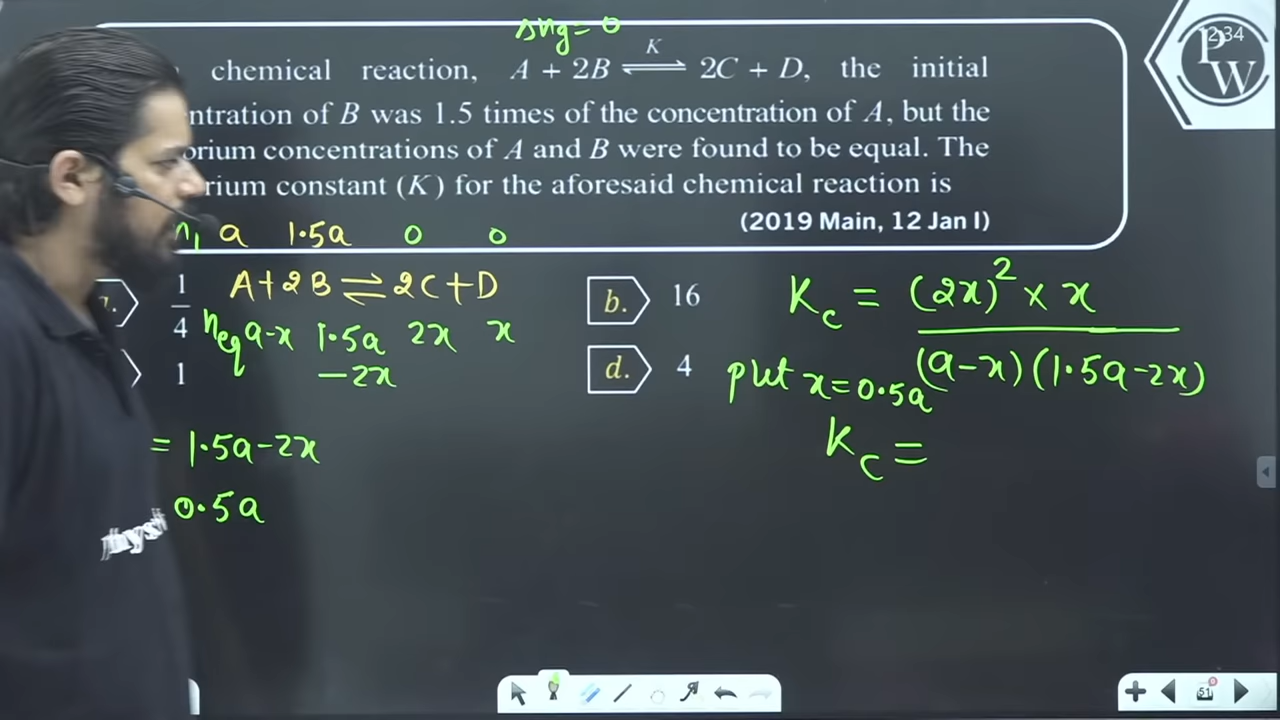 Δng = 0
chemical reaction, A + 2B ⇌ 2C + D, the initial
K
ntration of B was 1.5 times of the concentration of A, but the
orium concentrations of A and B were found to be equal. The
rium constant (K) for the aforesaid chemical reaction is
(2019 Main, 12 Jan I)
a 1.5a 0 0
A+2B ⇌ 2C+D
neq a-x 1.5a 2x x
-2x
1/4
b. 16
1
d. 4
= 1.5a-2x
0.5a
Kc = (2x)² × x
(a-x)(1.5a-2x)
put x=0.5a
Kc =
PW
2:34
51